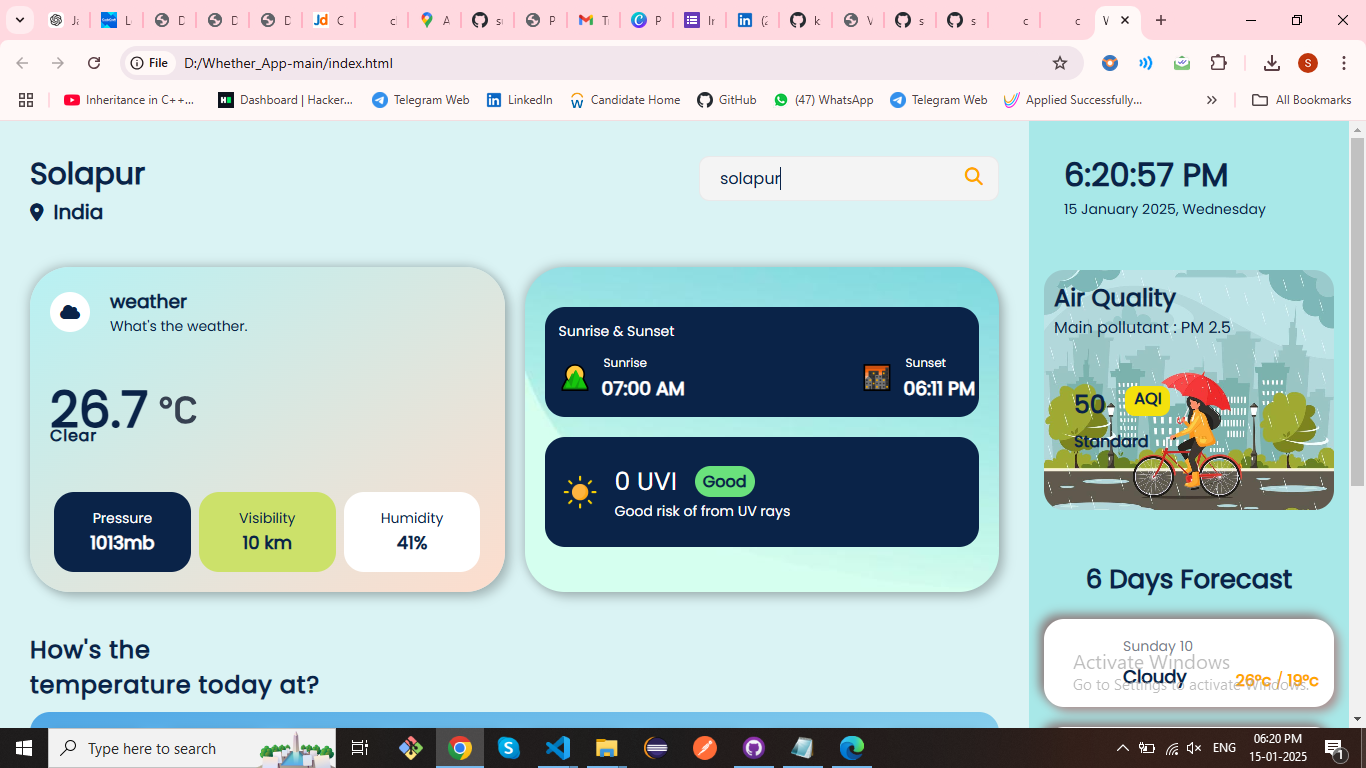 Ja
Le
D
D
D
Jd C
c
A
s
P
M T
C P
Ir
in (2
k
V
s
s
c
c
W
File D:/Whether_App-main/index.html
S
Inheritance in C++...
Dashboard | Hacker...
Telegram Web
LinkedIn
Candidate Home
GitHub
(47) WhatsApp
Telegram Web
Applied Successfully...
All Bookmarks
Solapur
India
solapur
6:20:57 PM
15 January 2025, Wednesday
weather
What's the weather.
26.7 °C
Clear
Pressure
1013mb
Visibility
10 km
Humidity
41%
Sunrise & Sunset
Sunrise
07:00 AM
Sunset
06:11 PM
0 UVI Good
Good risk of from UV rays
Air Quality
Main pollutant : PM 2.5
50 AQI
Standard
6 Days Forecast
Sunday 10
Cloudy 26°c / 19°c
Activate Windows
Go to Settings to activate Windows.
How's the
temperature today at?
Type here to search
ENG
06:20 PM
15-01-2025
1